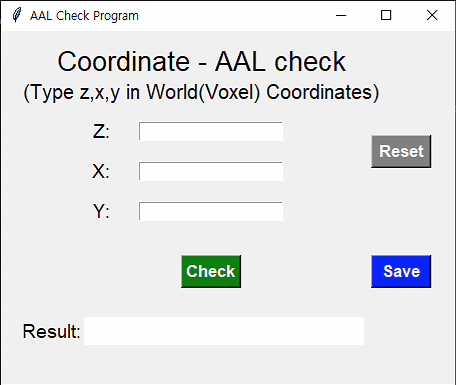 AAL Check Program
Coordinate - AAL check
(Type z,x,y in World(Voxel) Coordinates)
Z:
Reset
X:
Y:
Check
Save
Result: